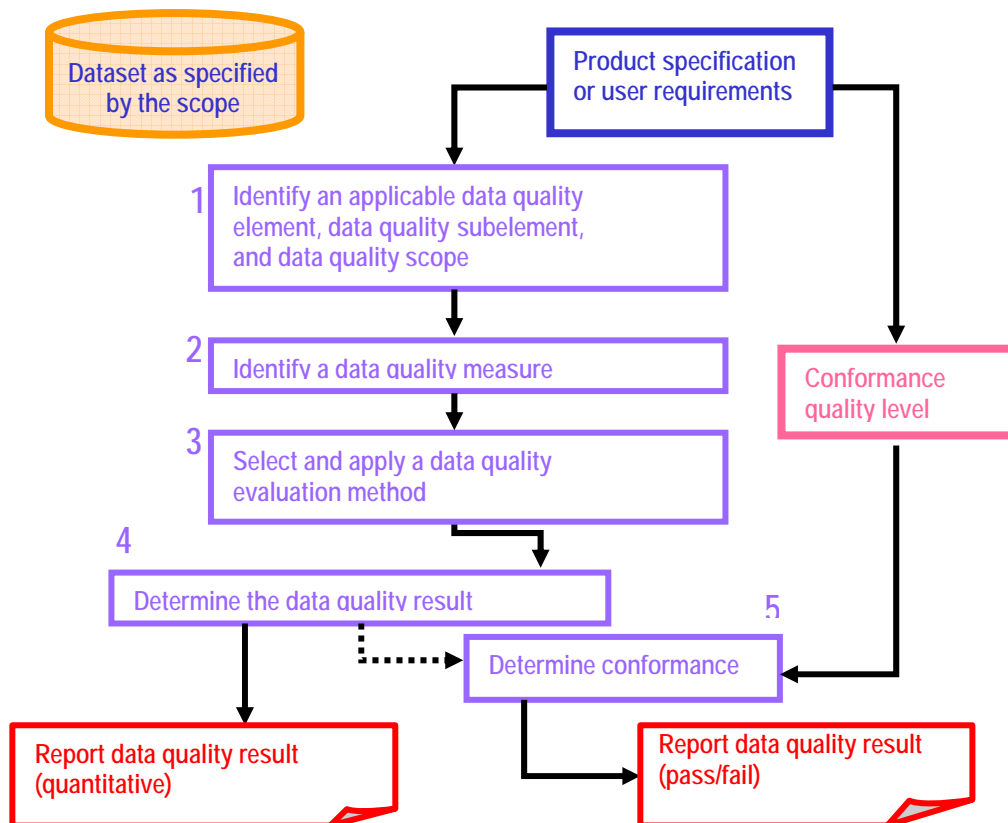 Dataset as specified
by the scope
Product specification
or user requirements
1
Identify an applicable data quality
element, data quality subelement,
and data quality scope
2
Identify a data quality measure
Conformance
quality level
3
Select and apply a data quality
evaluation method
4
Determine the data quality result
5
Determine conformance
Report data quality result
(quantitative)
Report data quality result
(pass/fail)